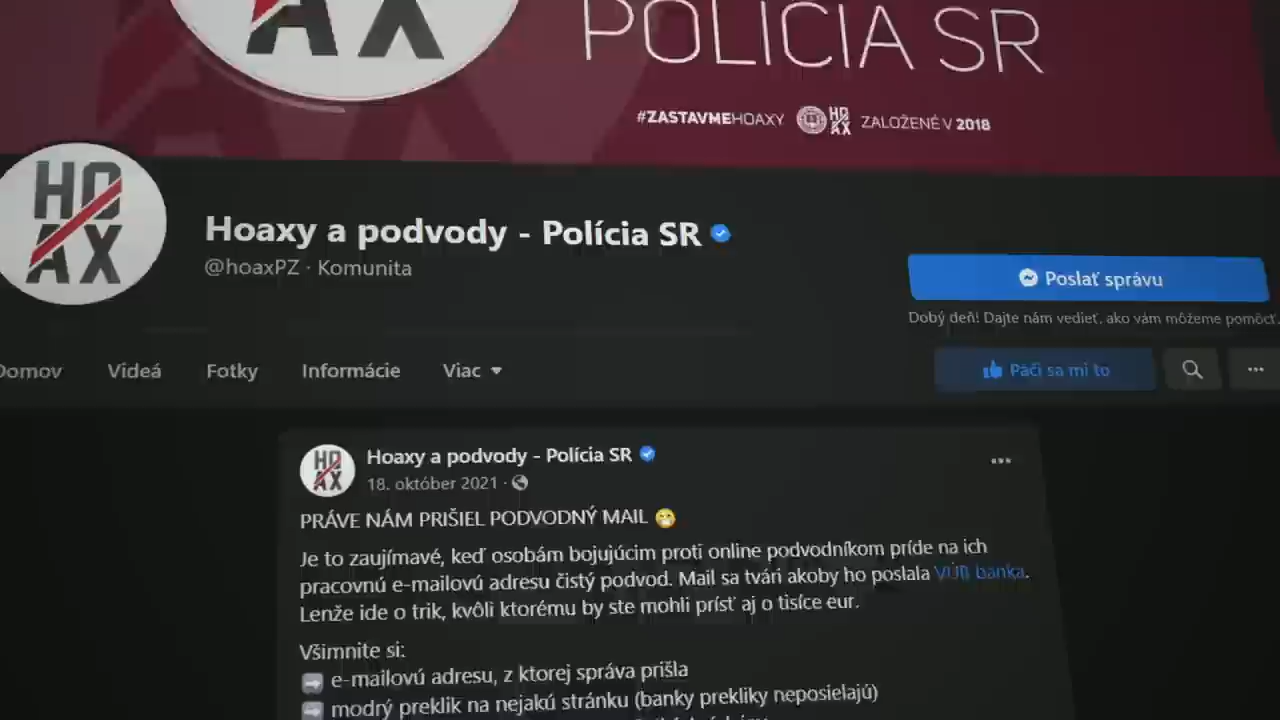 AX
POLÍCIA SR
#ZASTAVMEHOAXY HOAX ZALOŽENÉ V 2018
HO
AX
Hoaxy a podvody - Polícia SR
@hoaxPZ · Komunita
Poslať správu
Dobý deň! Dajte nám vedieť, ako vám môžeme pomôcť.
Domov Videá Fotky Informácie Viac
Páči sa mi to
HO
AX
Hoaxy a podvody - Polícia SR
18. október 2021 ·
PRÁVE NÁM PRIŠIEL PODVODNÝ MAIL
Je to zaujímavé, keď osobám bojujúcim proti online podvodníkom príde na ich
pracovnú e-mailovú adresu čistý podvod. Mail sa tvári akoby ho poslala VÚB banka.
Lenže ide o trik, kvôli ktorému by ste mohli prísť aj o tisíce eur.
Všimnite si:
e-mailovú adresu, z ktorej správa prišla
modrý preklik na nejakú stránku (banky prekliky neposielajú)